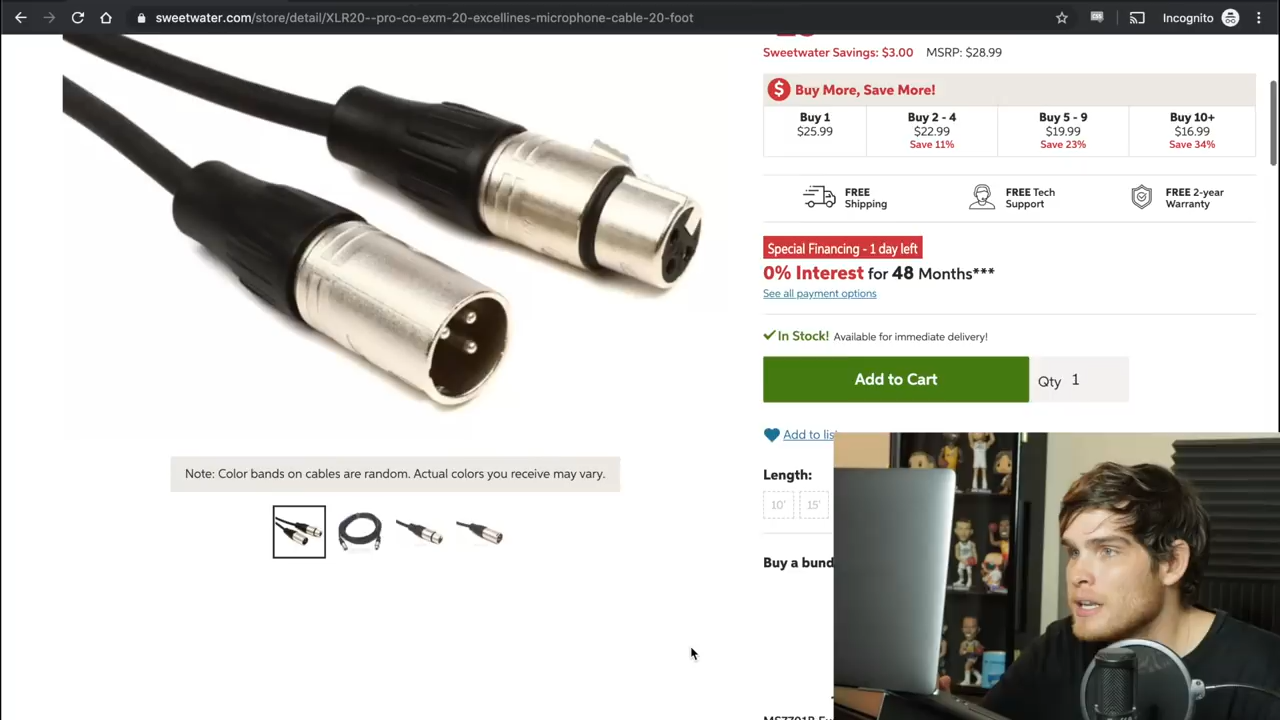 sweetwater.com/store/detail/XLR20--pro-co-exm-20-excellines-microphone-cable-20-foot
Incognito
Sweetwater Savings: $3.00 MSRP: $28.99
$ Buy More, Save More!
Buy 1
$25.99
Buy 2 - 4
$22.99
Save 11%
Buy 5 - 9
$19.99
Save 23%
Buy 10+
$16.99
Save 34%
FREE
Shipping
FREE Tech
Support
FREE 2-year
Warranty
Special Financing - 1 day left
0% Interest for 48 Months***
See all payment options
In Stock! Available for immediate delivery!
Add to Cart
Qty 1
Add to lis
Length:
10'
15'
Buy a bund
Note: Color bands on cables are random. Actual colors you receive may vary.